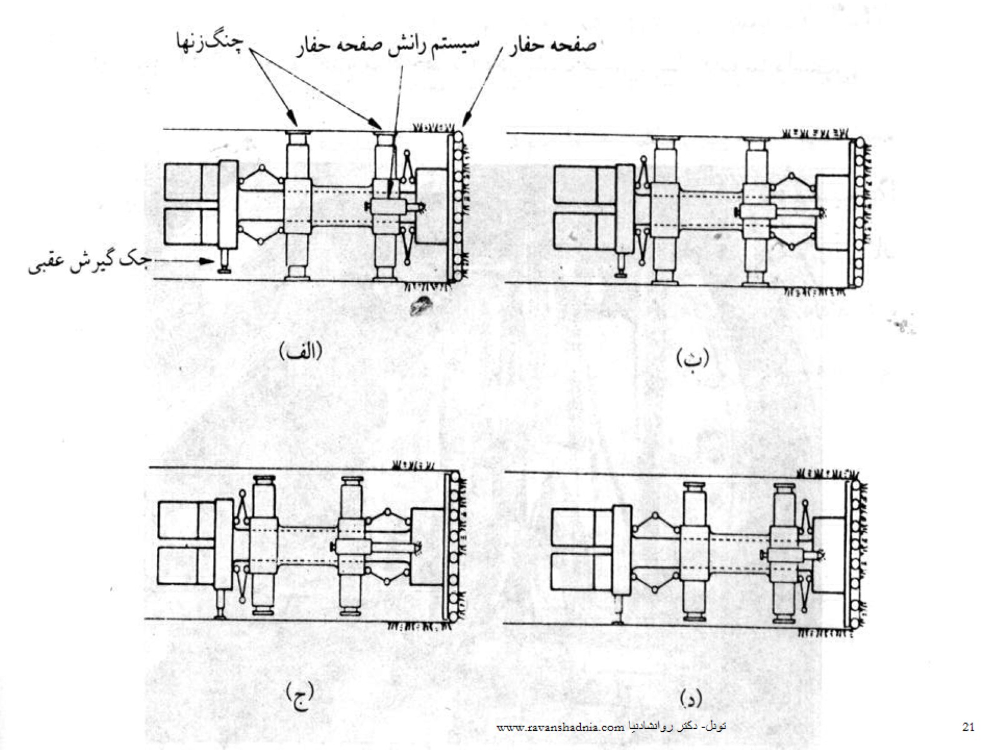 صفحه حفار
سیستم رانش صفحه حفار
چنگ‌زنها
جک گیرش عقبی
(الف)
(ب)
(ج)
(د)
تونل- دکتر روانشادنیا www.ravanshadnia.com
21